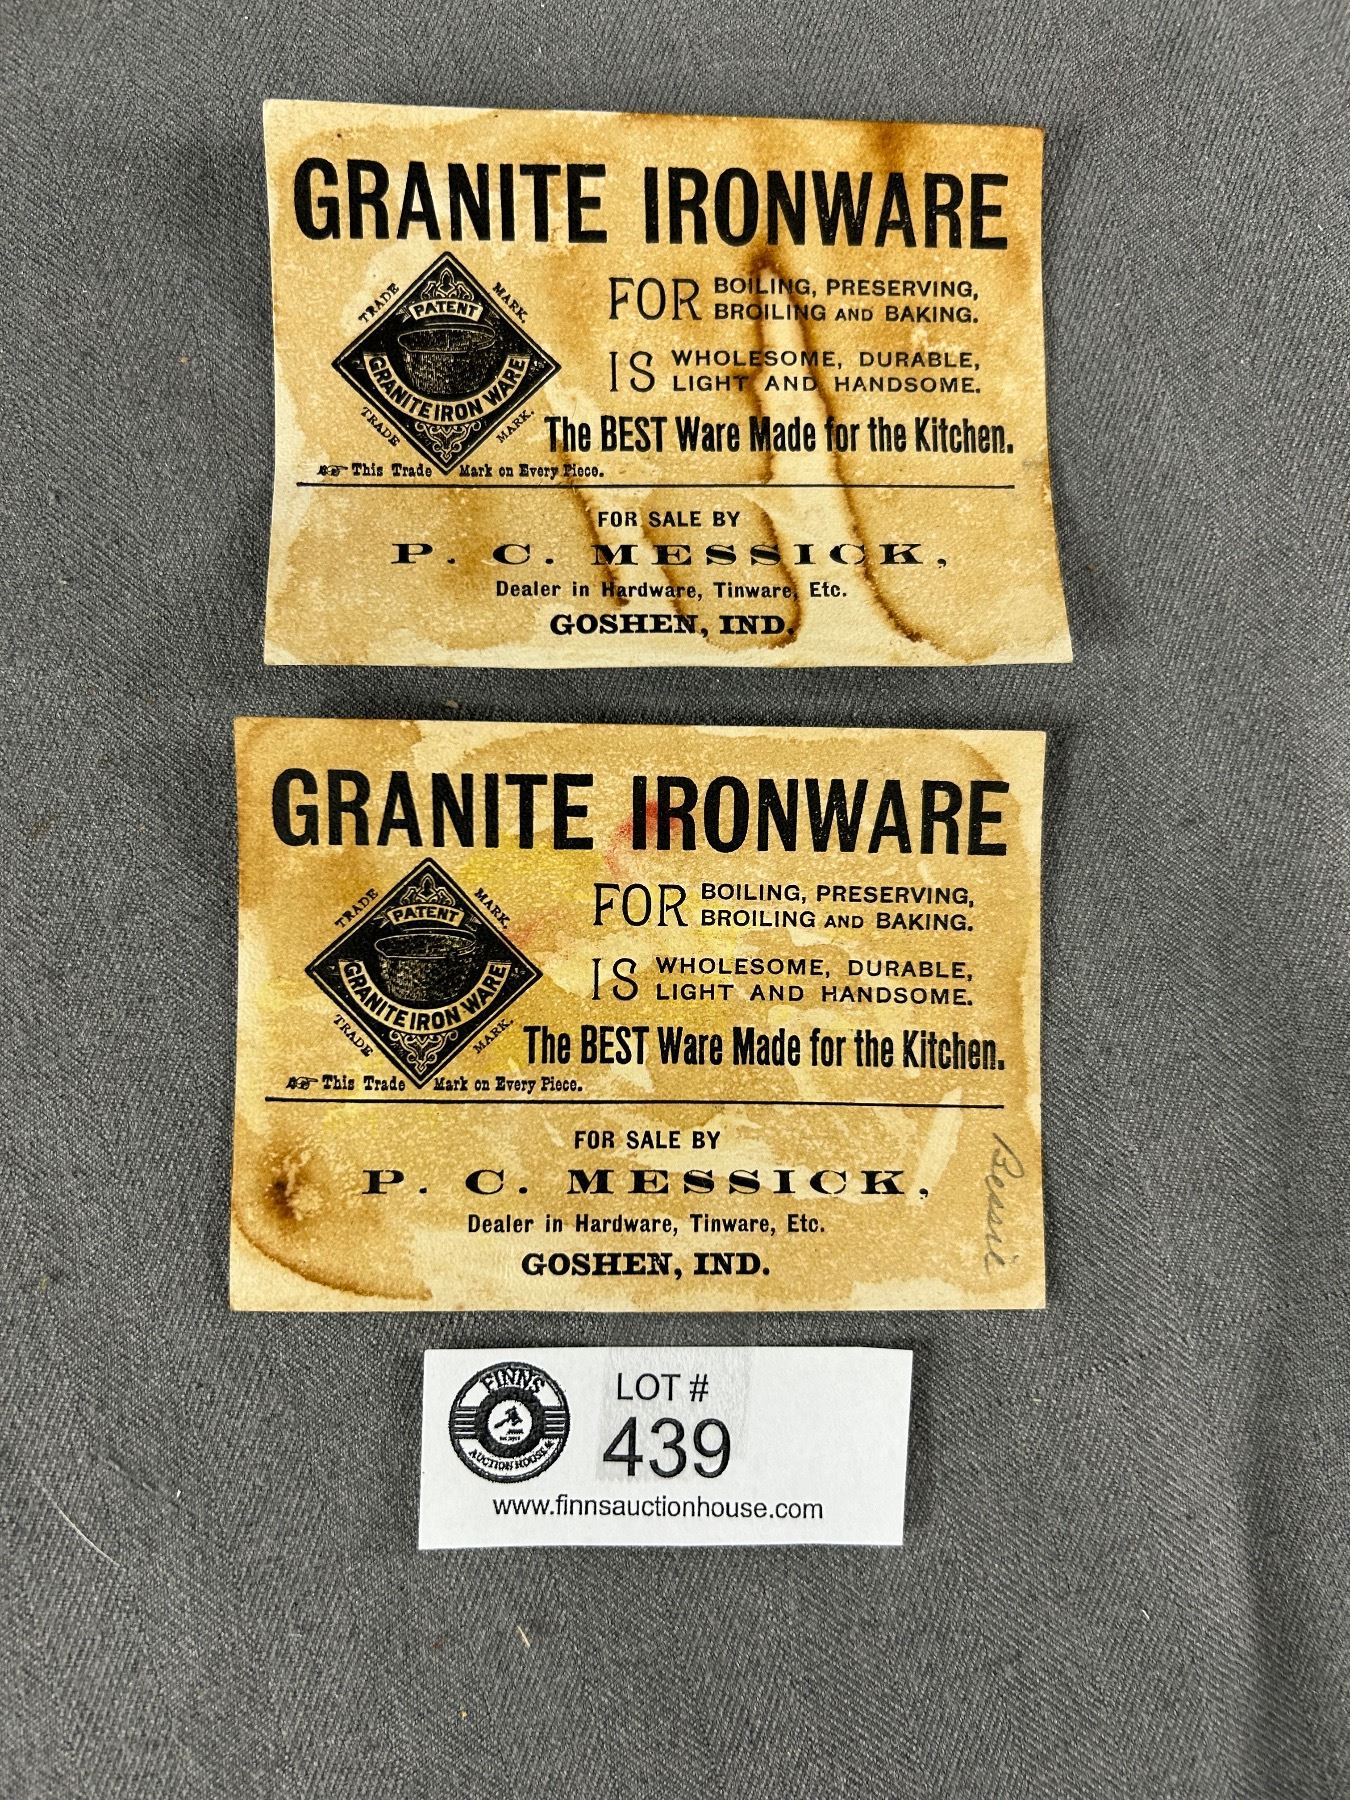 GRANITE IRONWARE
TRADE MARK.
PATENT
GRANITE IRON WARE
TRADE MARK.
FOR BOILING, PRESERVING,
BROILING AND BAKING.
IS WHOLESOME, DURABLE,
LIGHT AND HANDSOME.
The BEST Ware Made for the Kitchen.
This Trade Mark on Every Piece.
FOR SALE BY
P. C. MESSICK,
Dealer in Hardware, Tinware, Etc.
GOSHEN, IND.
GRANITE IRONWARE
TRADE MARK.
PATENT
GRANITE IRON WARE
TRADE MARK.
FOR BOILING, PRESERVING,
BROILING AND BAKING.
IS WHOLESOME, DURABLE,
LIGHT AND HANDSOME.
The BEST Ware Made for the Kitchen.
This Trade Mark on Every Piece.
FOR SALE BY
P. C. MESSICK,
Dealer in Hardware, Tinware, Etc.
GOSHEN, IND.
Bessie
FINNS
AUCTION HOUSE
LOT #
439
www.finnsauctionhouse.com